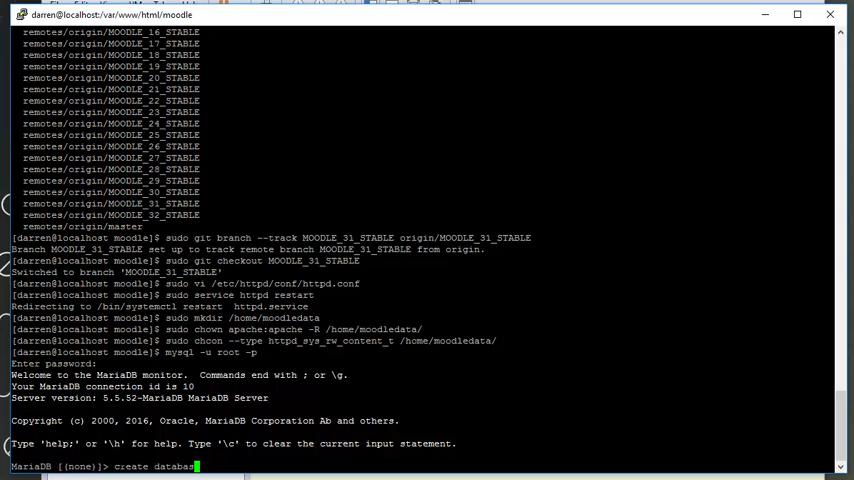 darren@localhost:/var/www/html/moodle
remotes/origin/MOODLE_16_STABLE
remotes/origin/MOODLE_17_STABLE
remotes/origin/MOODLE_18_STABLE
remotes/origin/MOODLE_19_STABLE
remotes/origin/MOODLE_20_STABLE
remotes/origin/MOODLE_21_STABLE
remotes/origin/MOODLE_22_STABLE
remotes/origin/MOODLE_23_STABLE
remotes/origin/MOODLE_24_STABLE
remotes/origin/MOODLE_25_STABLE
remotes/origin/MOODLE_26_STABLE
remotes/origin/MOODLE_27_STABLE
remotes/origin/MOODLE_28_STABLE
remotes/origin/MOODLE_29_STABLE
remotes/origin/MOODLE_30_STABLE
remotes/origin/MOODLE_31_STABLE
remotes/origin/MOODLE_32_STABLE
remotes/origin/master
[darren@localhost moodle]$ sudo git branch --track MOODLE_31_STABLE origin/MOODLE_31_STABLE
Branch MOODLE_31_STABLE set up to track remote branch MOODLE_31_STABLE from origin.
[darren@localhost moodle]$ sudo git checkout MOODLE_31_STABLE
Switched to branch 'MOODLE_31_STABLE'
[darren@localhost moodle]$ sudo vi /etc/httpd/conf/httpd.conf
[darren@localhost moodle]$ sudo service httpd restart
Redirecting to /bin/systemctl restart  httpd.service
[darren@localhost moodle]$ sudo mkdir /home/moodledata
[darren@localhost moodle]$ sudo chown apache:apache -R /home/moodledata/
[darren@localhost moodle]$ sudo chcon --type httpd_sys_rw_content_t /home/moodledata/
[darren@localhost moodle]$ mysql -u root -p
Enter password:
Welcome to the MariaDB monitor.  Commands end with ; or \g.
Your MariaDB connection id is 10
Server version: 5.5.52-MariaDB MariaDB Server
Copyright (c) 2000, 2016, Oracle, MariaDB Corporation Ab and others.
Type 'help;' or '\h' for help. Type '\c' to clear the current input statement.
MariaDB [(none)]> create databas